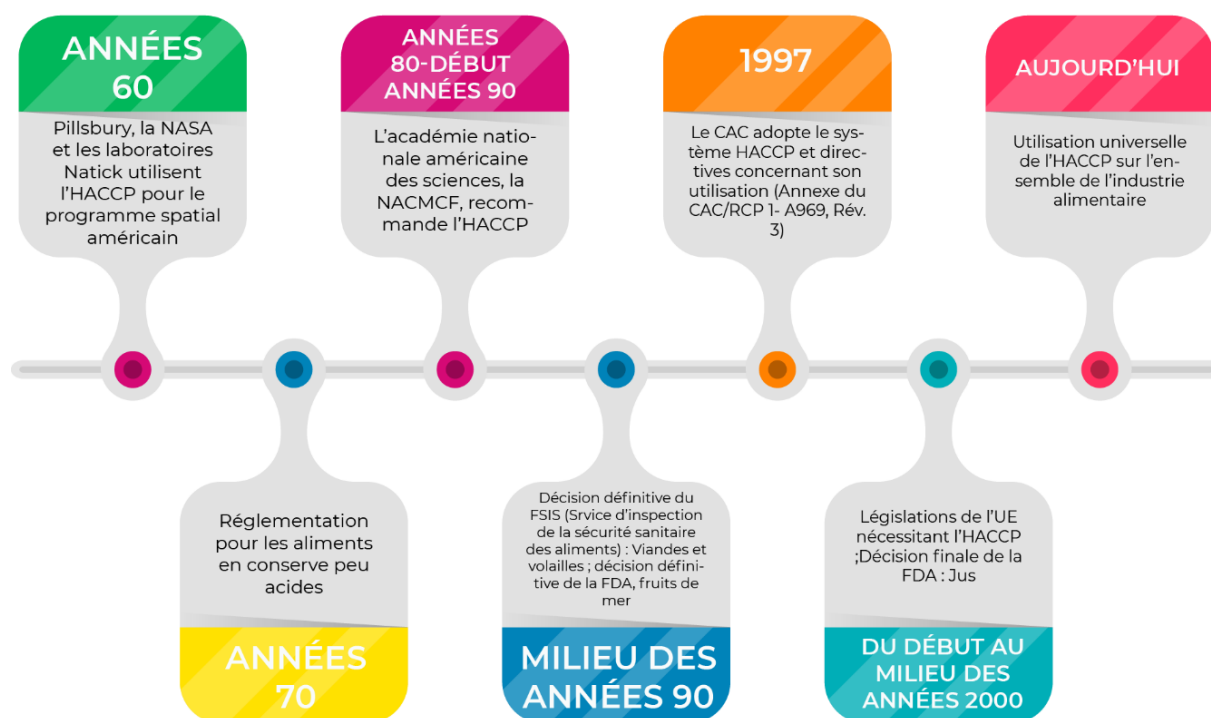 ANNÉES
60
Pillsbury, la NASA
et les laboratoires
Natick utilisent
l’HACCP pour le
programme spatial
américain
Réglementation
pour les aliments
en conserve peu
acides
ANNÉES
70
ANNÉES
80-DÉBUT
ANNÉES 90
L’académie natio-
nale américaine
des sciences, la
NACMCF, recom-
mande l’HACCP
Décision définitive du
FSIS (Srvice d’inspection
de la sécurité sanitaire
des aliments) : Viandes et
volailles ; décision défini-
tive de la FDA, fruits de
mer
MILIEU DES
ANNÉES 90
1997
Le CAC adopte le sys-
tème HACCP et direc-
tives concernant son
utilisation (Annexe du
CAC/RCP 1- A969, Rév.
3)
Législations de l’UE
nécessitant l’HACCP
;Décision finale de la
FDA : Jus
DU DÉBUT AU
MILIEU DES
ANNÉES 2000
AUJOURD’HUI
Utilisation universelle
de l’HACCP sur l’en-
semble de l’industrie
alimentaire